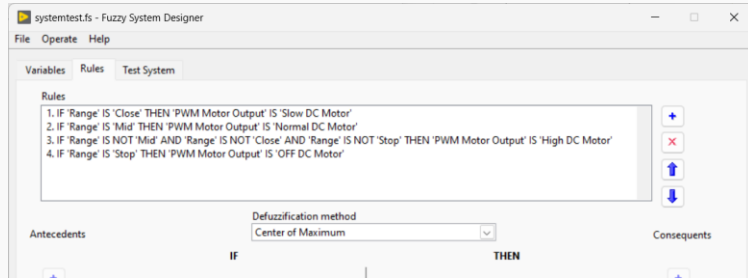 systemtest.fs - Fuzzy System Designer
File Operate Help
Variables Rules Test System
Rules
1. IF 'Range' IS 'Close' THEN 'PWM Motor Output' IS 'Slow DC Motor'
2. IF 'Range' IS 'Mid' THEN 'PWM Motor Output' IS 'Normal DC Motor'
3. IF 'Range' IS NOT 'Mid' AND 'Range' IS NOT 'Close' AND 'Range' IS NOT 'Stop' THEN 'PWM Motor Output' IS 'High DC Motor'
4. IF 'Range' IS 'Stop' THEN 'PWM Motor Output' IS 'OFF DC Motor'
Defuzzification method
Antecedents Center of Maximum Consequents
IF THEN